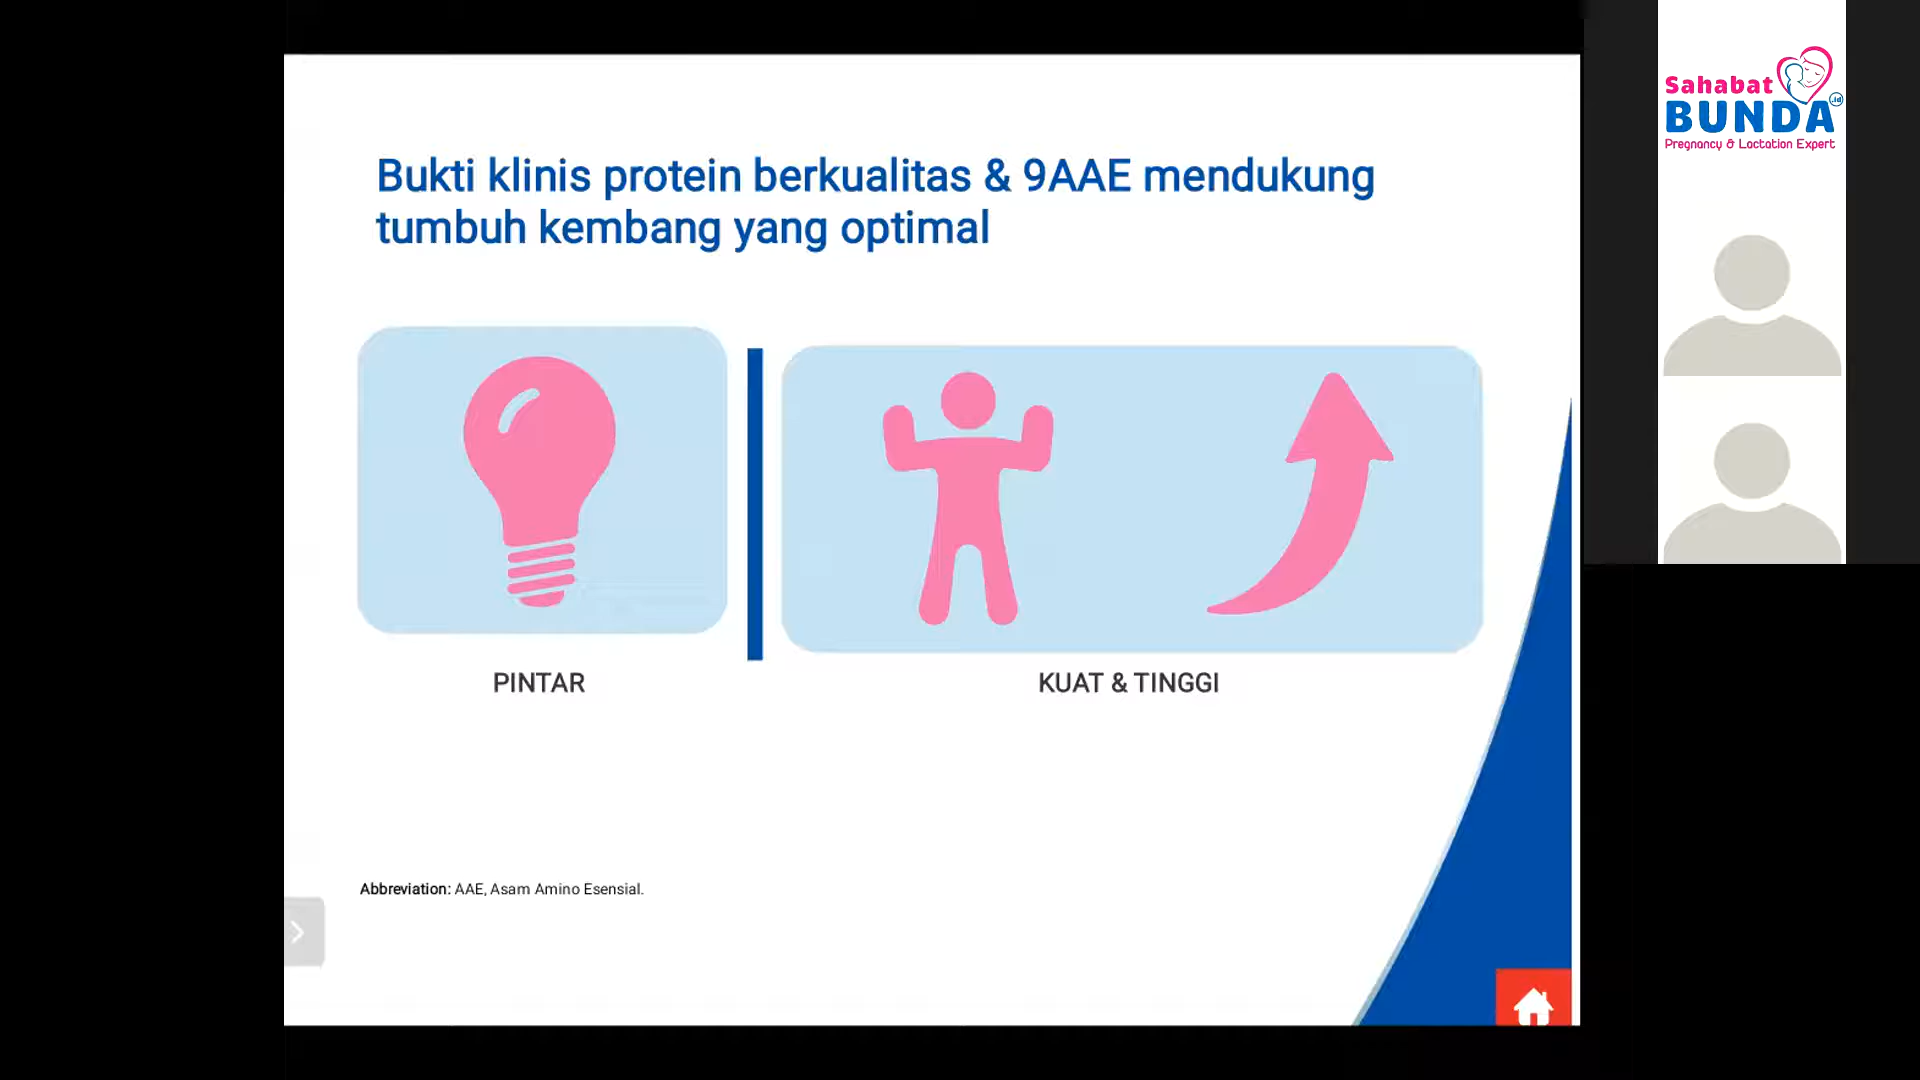 Bukti klinis protein berkualitas & 9AAE mendukung
tumbuh kembang yang optimal
PINTAR
KUAT & TINGGI
Abbreviation: AAE, Asam Amino Esensial.
Sahabat
BUNDA
.id
Pregnancy & Lactation Expert